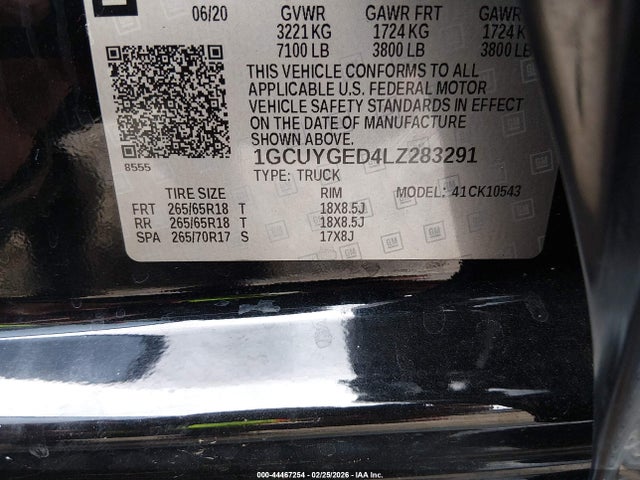 06/20 GVWR GAWR FRT GAWR
3221 KG 1724 KG 1724 KG
7100 LB 3800 LB 3800 LB
THIS VEHICLE CONFORMS TO ALL
APPLICABLE U.S. FEDERAL MOTOR
VEHICLE SAFETY STANDARDS IN EFFECT
ON THE DATE OF MANUFACTURE
SHOWN ABOVE.
8555
1GCUYGED4LZ283291
TYPE: TRUCK MODEL: 41CK10543
TIRE SIZE RIM
FRT 265/65R18 T 18X8.5J
RR 265/65R18 T 18X8.5J
SPA 265/70R17 S 17X8J
GM
000-44467254 - 02/25/2026 - IAA Inc.